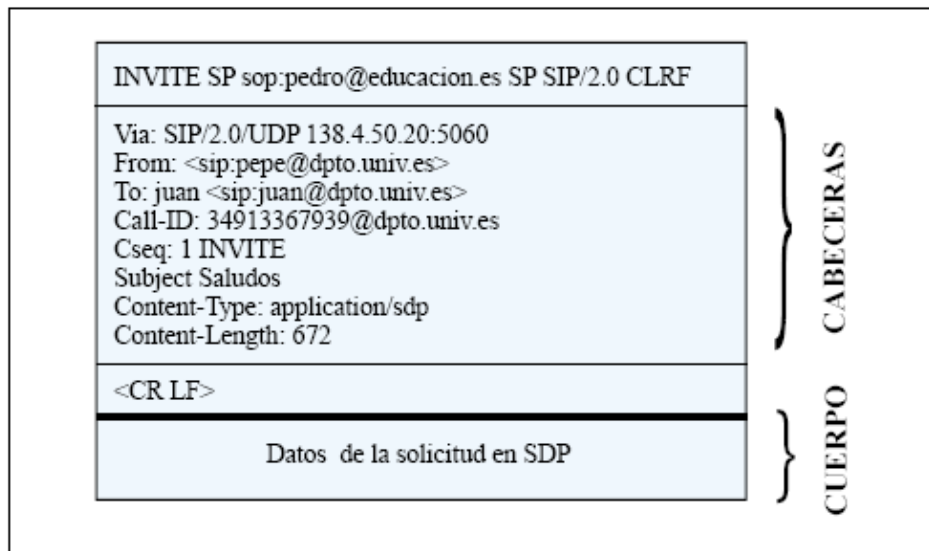 INVITE SP sop:pedro@educacion.es SP SIP/2.0 CLRF
Via: SIP/2.0/UDP 138.4.50.20:5060
From: <sip:pepe@dpto.univ.es>
To: juan <sip:juan@dpto.univ.es>
Call-ID: 34913367939@dpto.univ.es
Cseq: 1 INVITE
Subject Saludos
Content-Type: application/sdp
Content-Length: 672
CABECERAS
<CR LF>
Datos de la solicitud en SDP
CUERPO